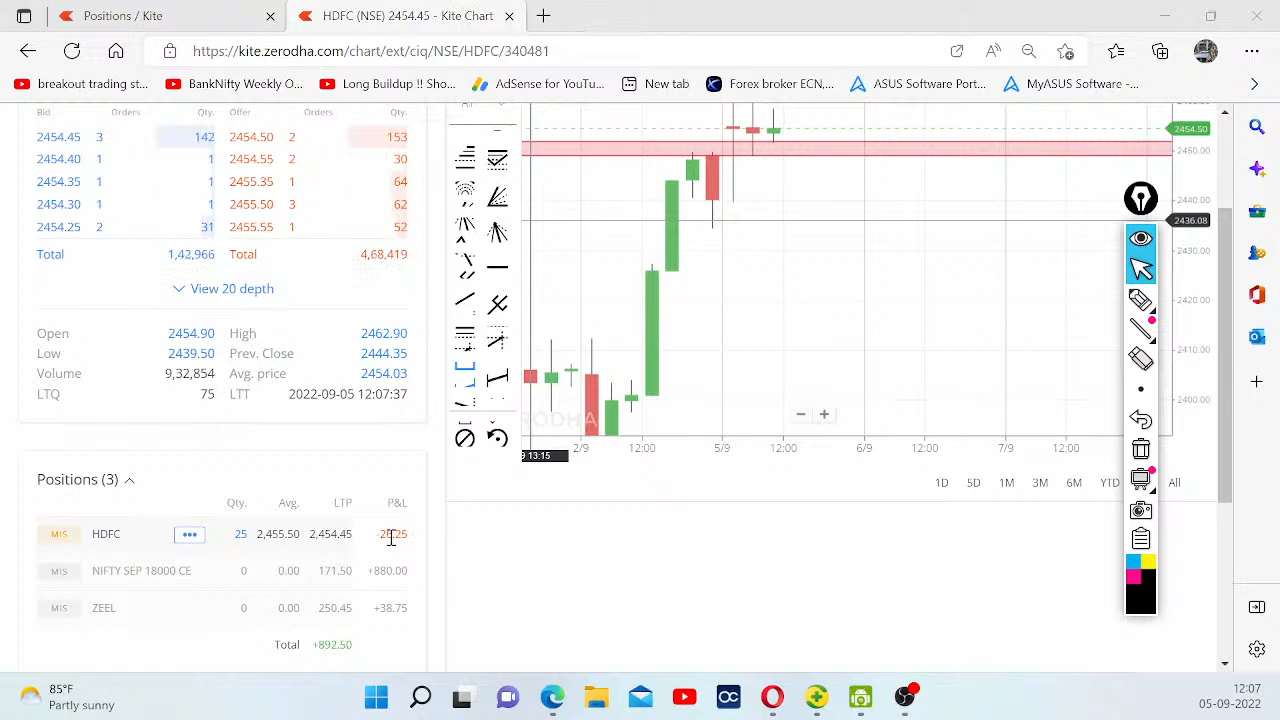 Positions / Kite
HDFC (NSE) 2454.45 - Kite Chart
https://kite.zerodha.com/chart/ext/ciq/NSE/HDFC/340481
breakout trading st...
BankNifty Weekly O...
Long Buildup !! Sho...
AdSense for YouTu...
New tab
Forex broker ECN,...
ASUS Software Port...
MyASUS Software -...
Bid Orders Qty. Offer Orders Qty.
2454.45 3 142 2454.50 2 153
2454.40 1 1 2454.55 2 30
2454.35 1 1 2455.35 1 64
2454.30 1 1 2455.50 3 62
2454.25 2 31 2455.55 1 52
Total 1,42,966 Total 4,68,419
View 20 depth
Open 2454.90 High 2462.90
Low 2439.50 Prev. Close 2444.35
Volume 9,32,854 Avg. price 2454.03
LTQ 75 LTT 2022-09-05 12:07:37
Positions (3)
Qty. Avg. LTP P&L
MIS HDFC 25 2,455.50 2,454.45 -26.25
MIS NIFTY SEP 18000 CE 0 0.00 171.50 +880.00
MIS ZEEL 0 0.00 250.45 +38.75
Total +892.50
2454.50
2450.00
2440.00
2436.08
2430.00
2420.00
2410.00
2400.00
RODHA
2/9 12:00 5/9 12:00 6/9 12:00 7/9 12:00
9 13:15
1D 5D 1M 3M 6M YTD All
85°F
Partly sunny
12:07
05-09-2022